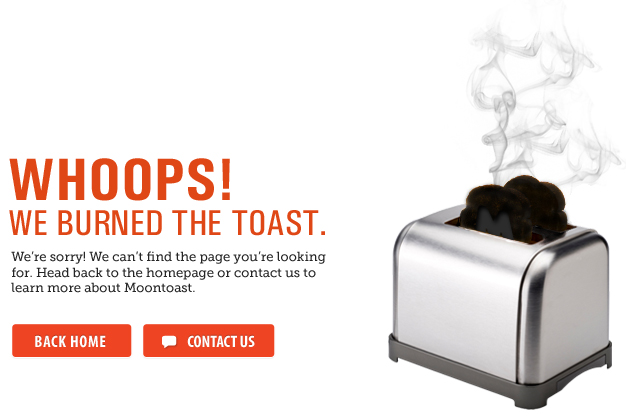 WHOOPS!
WE BURNED THE TOAST.
We’re sorry! We can’t find the page you’re looking
for. Head back to the homepage or contact us to
learn more about Moontoast.
BACK HOME
CONTACT US